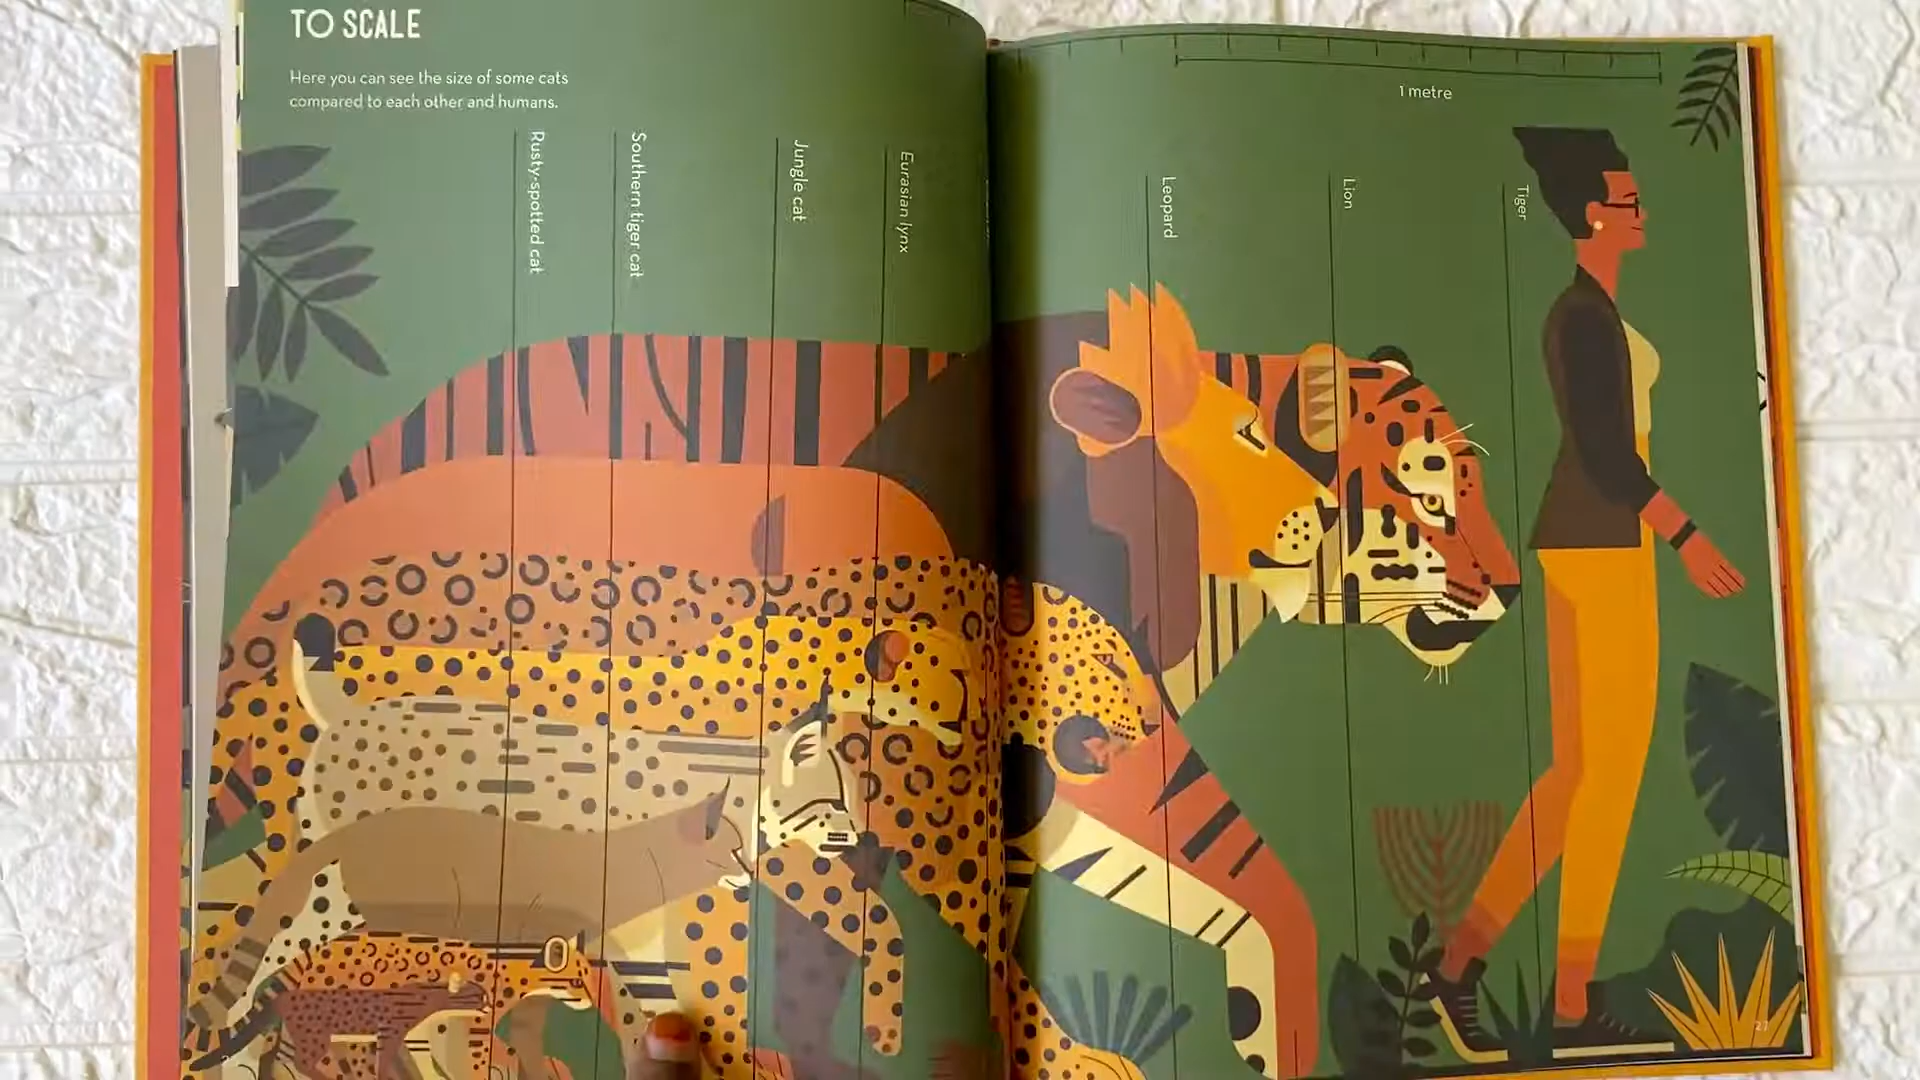 TO SCALE
Here you can see the size of some cats
compared to each other and humans.
Rusty-spotted cat
Southern tiger cat
Jungle cat
Eurasian lynx
1 metre
Leopard
Lion
Tiger
27